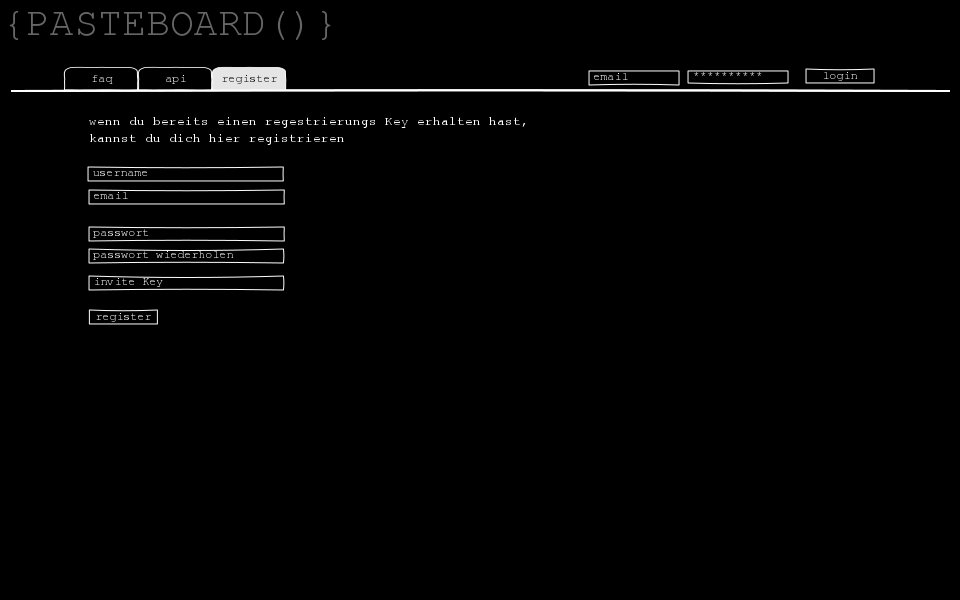 {PASTEBOARD()}
faq api register email ********** login
wenn du bereits einen regestrierungs Key erhalten hast,
kannst du dich hier registrieren
username
email
passwort
passwort wiederholen
invite Key
register